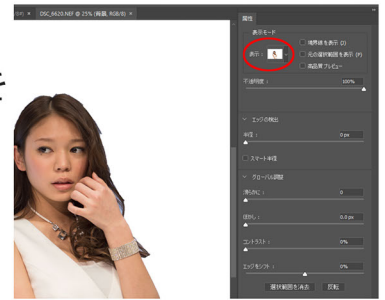 DSC_6620.NEF @ 25% (背景, RGB/8) ×
属性
表示モード
表示：
境界線を表示 (J)
元の選択範囲を表示 (P)
高品質プレビュー
不透明度： 100%
エッジの検出
半径： 0 px
スマート半径
グローバル調整
滑らかに： 0
ぼかし： 0.0 px
コントラスト： 0%
エッジをシフト： 0%
選択範囲を消去 反転
を